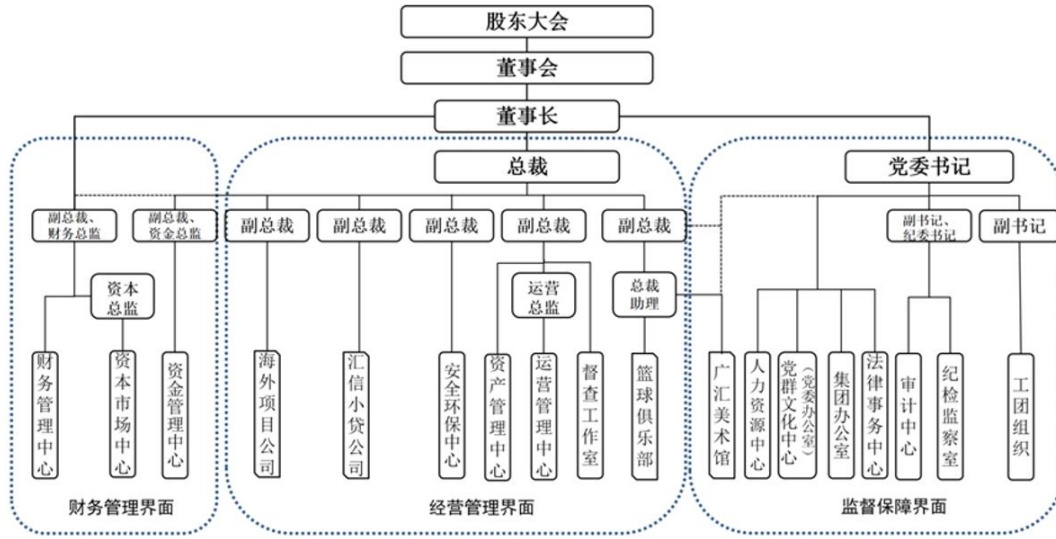 股东大会
董事会
董事长
总裁
党委书记
副总裁、
财务总监
副总裁、
资金总监
副总裁
副总裁
副总裁
副总裁
副总裁
副书记、
纪委书记
副书记
资本
总监
运营
总监
总裁
助理
财务管理中心
资本市场中心
资金管理中心
海外项目公司
汇信小贷公司
安全环保中心
资产管理中心
运营管理中心
督查工作室
篮球俱乐部
广汇美术馆
人力资源中心
党群文化中心
（党委办公室）
集团办公室
法律事务中心
审计中心
纪检监察室
工团组织
财务管理界面
经营管理界面
监督保障界面